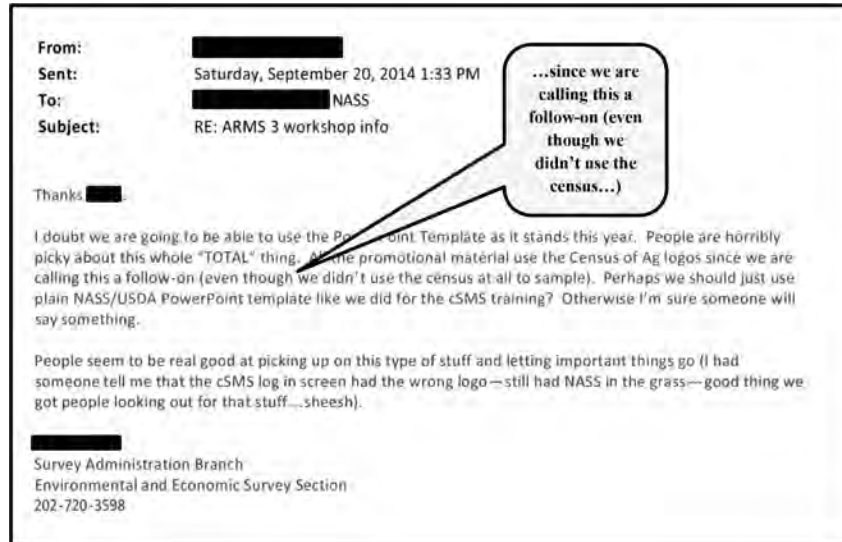 From:
Sent: Saturday, September 20, 2014 1:33 PM
To: NASS
Subject: RE: ARMS 3 workshop info
…since we are
calling this a
follow-on (even
though we
didn't use the
census…)
Thanks
I doubt we are going to be able to use the Po Point Template as it stands this year. People are horribly
picky about this whole "TOTAL" thing. the promotional material use the Census of Ag logos since we are
calling this a follow-on (even though we didn't use the census at all to sample). Perhaps we should just use
plain NASS/USDA PowerPoint template like we did for the cSMS training? Otherwise I'm sure someone will
say something.
People seem to be real good at picking up on this type of stuff and letting important things go (I had
someone tell me that the cSMS log in screen had the wrong logo—still had NASS in the grass—good thing we
got people looking out for that stuff....sheesh).
Survey Administration Branch
Environmental and Economic Survey Section
202-720-3598